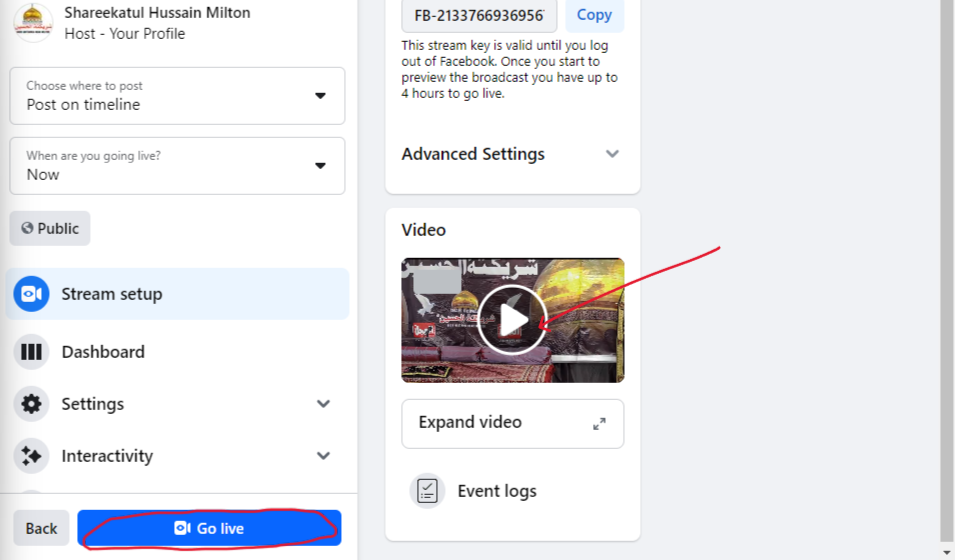 Shareekatul Hussain Milton
Host - Your Profile
Choose where to post
Post on timeline
When are you going live?
Now
Public
Stream setup
Dashboard
Settings
Interactivity
Back
Go live
FB-2133766936956
Copy
This stream key is valid until you log
out of Facebook. Once you start to
preview the broadcast you have up to
4 hours to go live.
Advanced Settings
Video
شريكة الحسين
Expand video
Event logs